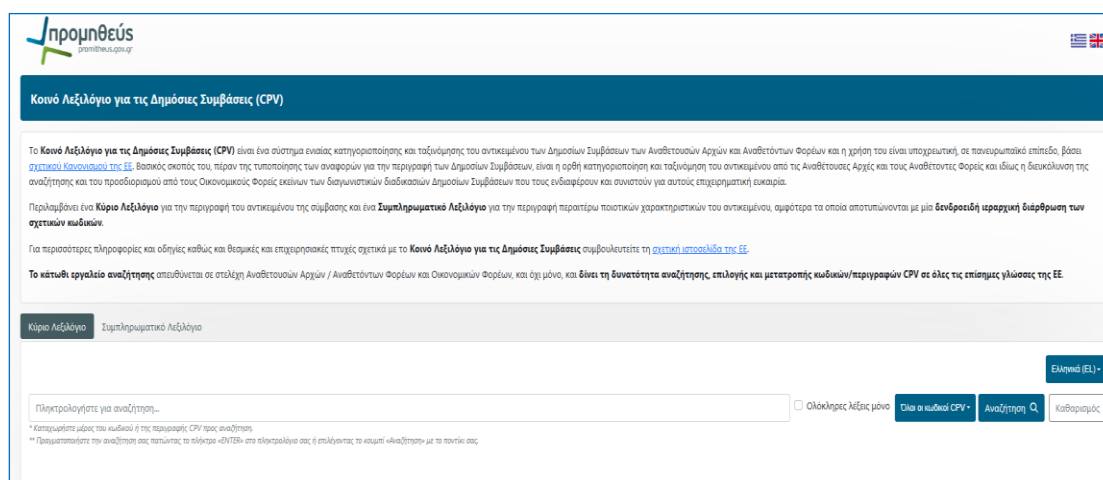 προμηθεύς
promitheus.gov.gr
Κοινό Λεξιλόγιο για τις Δημόσιες Συμβάσεις (CPV)
Το Κοινό Λεξιλόγιο για τις Δημόσιες Συμβάσεις (CPV) είναι ένα σύστημα ενιαίας κατηγοριοποίησης και ταξινόμησης του αντικειμένου των Δημοσίων Συμβάσεων των Αναθετουσών Αρχών και Αναθετόντων Φορέων και η χρήση του είναι υποχρεωτική, σε πανευρωπαϊκό επίπεδο, βάσει
σχετικού Κανονισμού της ΕΕ. Βασικός σκοπός του, πέραν της τυποποίησης των αναφορών για την περιγραφή των Δημοσίων Συμβάσεων, είναι η ορθή κατηγοριοποίηση και ταξινόμηση του αντικειμένου από τις Αναθέτουσες Αρχές και τους Αναθέτοντες Φορείς και ιδίως η διευκόλυνση της
αναζήτησης και του προσδιορισμού από τους Οικονομικούς Φορείς εκείνων των διαγωνιστικών διαδικασιών Δημοσίων Συμβάσεων που τους ενδιαφέρουν και συνιστούν για αυτούς επιχειρηματική ευκαιρία.
Περιλαμβάνει ένα Κύριο Λεξιλόγιο για την περιγραφή του αντικειμένου της σύμβασης και ένα Συμπληρωματικό Λεξιλόγιο για την περιγραφή περαιτέρω ποιοτικών χαρακτηριστικών του αντικειμένου, αμφότερα τα οποία αποτυπώνονται με μία δενδροειδή ιεραρχική διάρθρωση των
σχετικών κωδικών.
Για περισσότερες πληροφορίες και οδηγίες καθώς και θεσμικές και επιχειρησιακές πτυχές σχετικά με το Κοινό Λεξιλόγιο για τις Δημόσιες Συμβάσεις συμβουλευτείτε τη σχετική ιστοσελίδα της ΕΕ.
Το κάτωθι εργαλείο αναζήτησης απευθύνεται σε στελέχη Αναθετουσών Αρχών / Αναθετόντων Φορέων και Οικονομικών Φορέων, και όχι μόνο, και δίνει τη δυνατότητα αναζήτησης, επιλογής και μετατροπής κωδικών/περιγραφών CPV σε όλες τις επίσημες γλώσσες της ΕΕ.
Κύριο Λεξιλόγιο Συμπληρωματικό Λεξιλόγιο
Ελληνικά (EL)
Πληκτρολογήστε για αναζήτηση... Ολόκληρες λέξεις μόνο Όλοι οι κωδικοί CPV Αναζήτηση Καθαρισμός
* Καταχωρήστε μέρος του κωδικού ή της περιγραφής CPV προς αναζήτηση.
** Πραγματοποιήστε την αναζήτηση σας πατώντας το πλήκτρο «ENTER» στο πληκτρολόγιο σας ή επιλέγοντας το κουμπί «Αναζήτηση» με το ποντίκι σας.